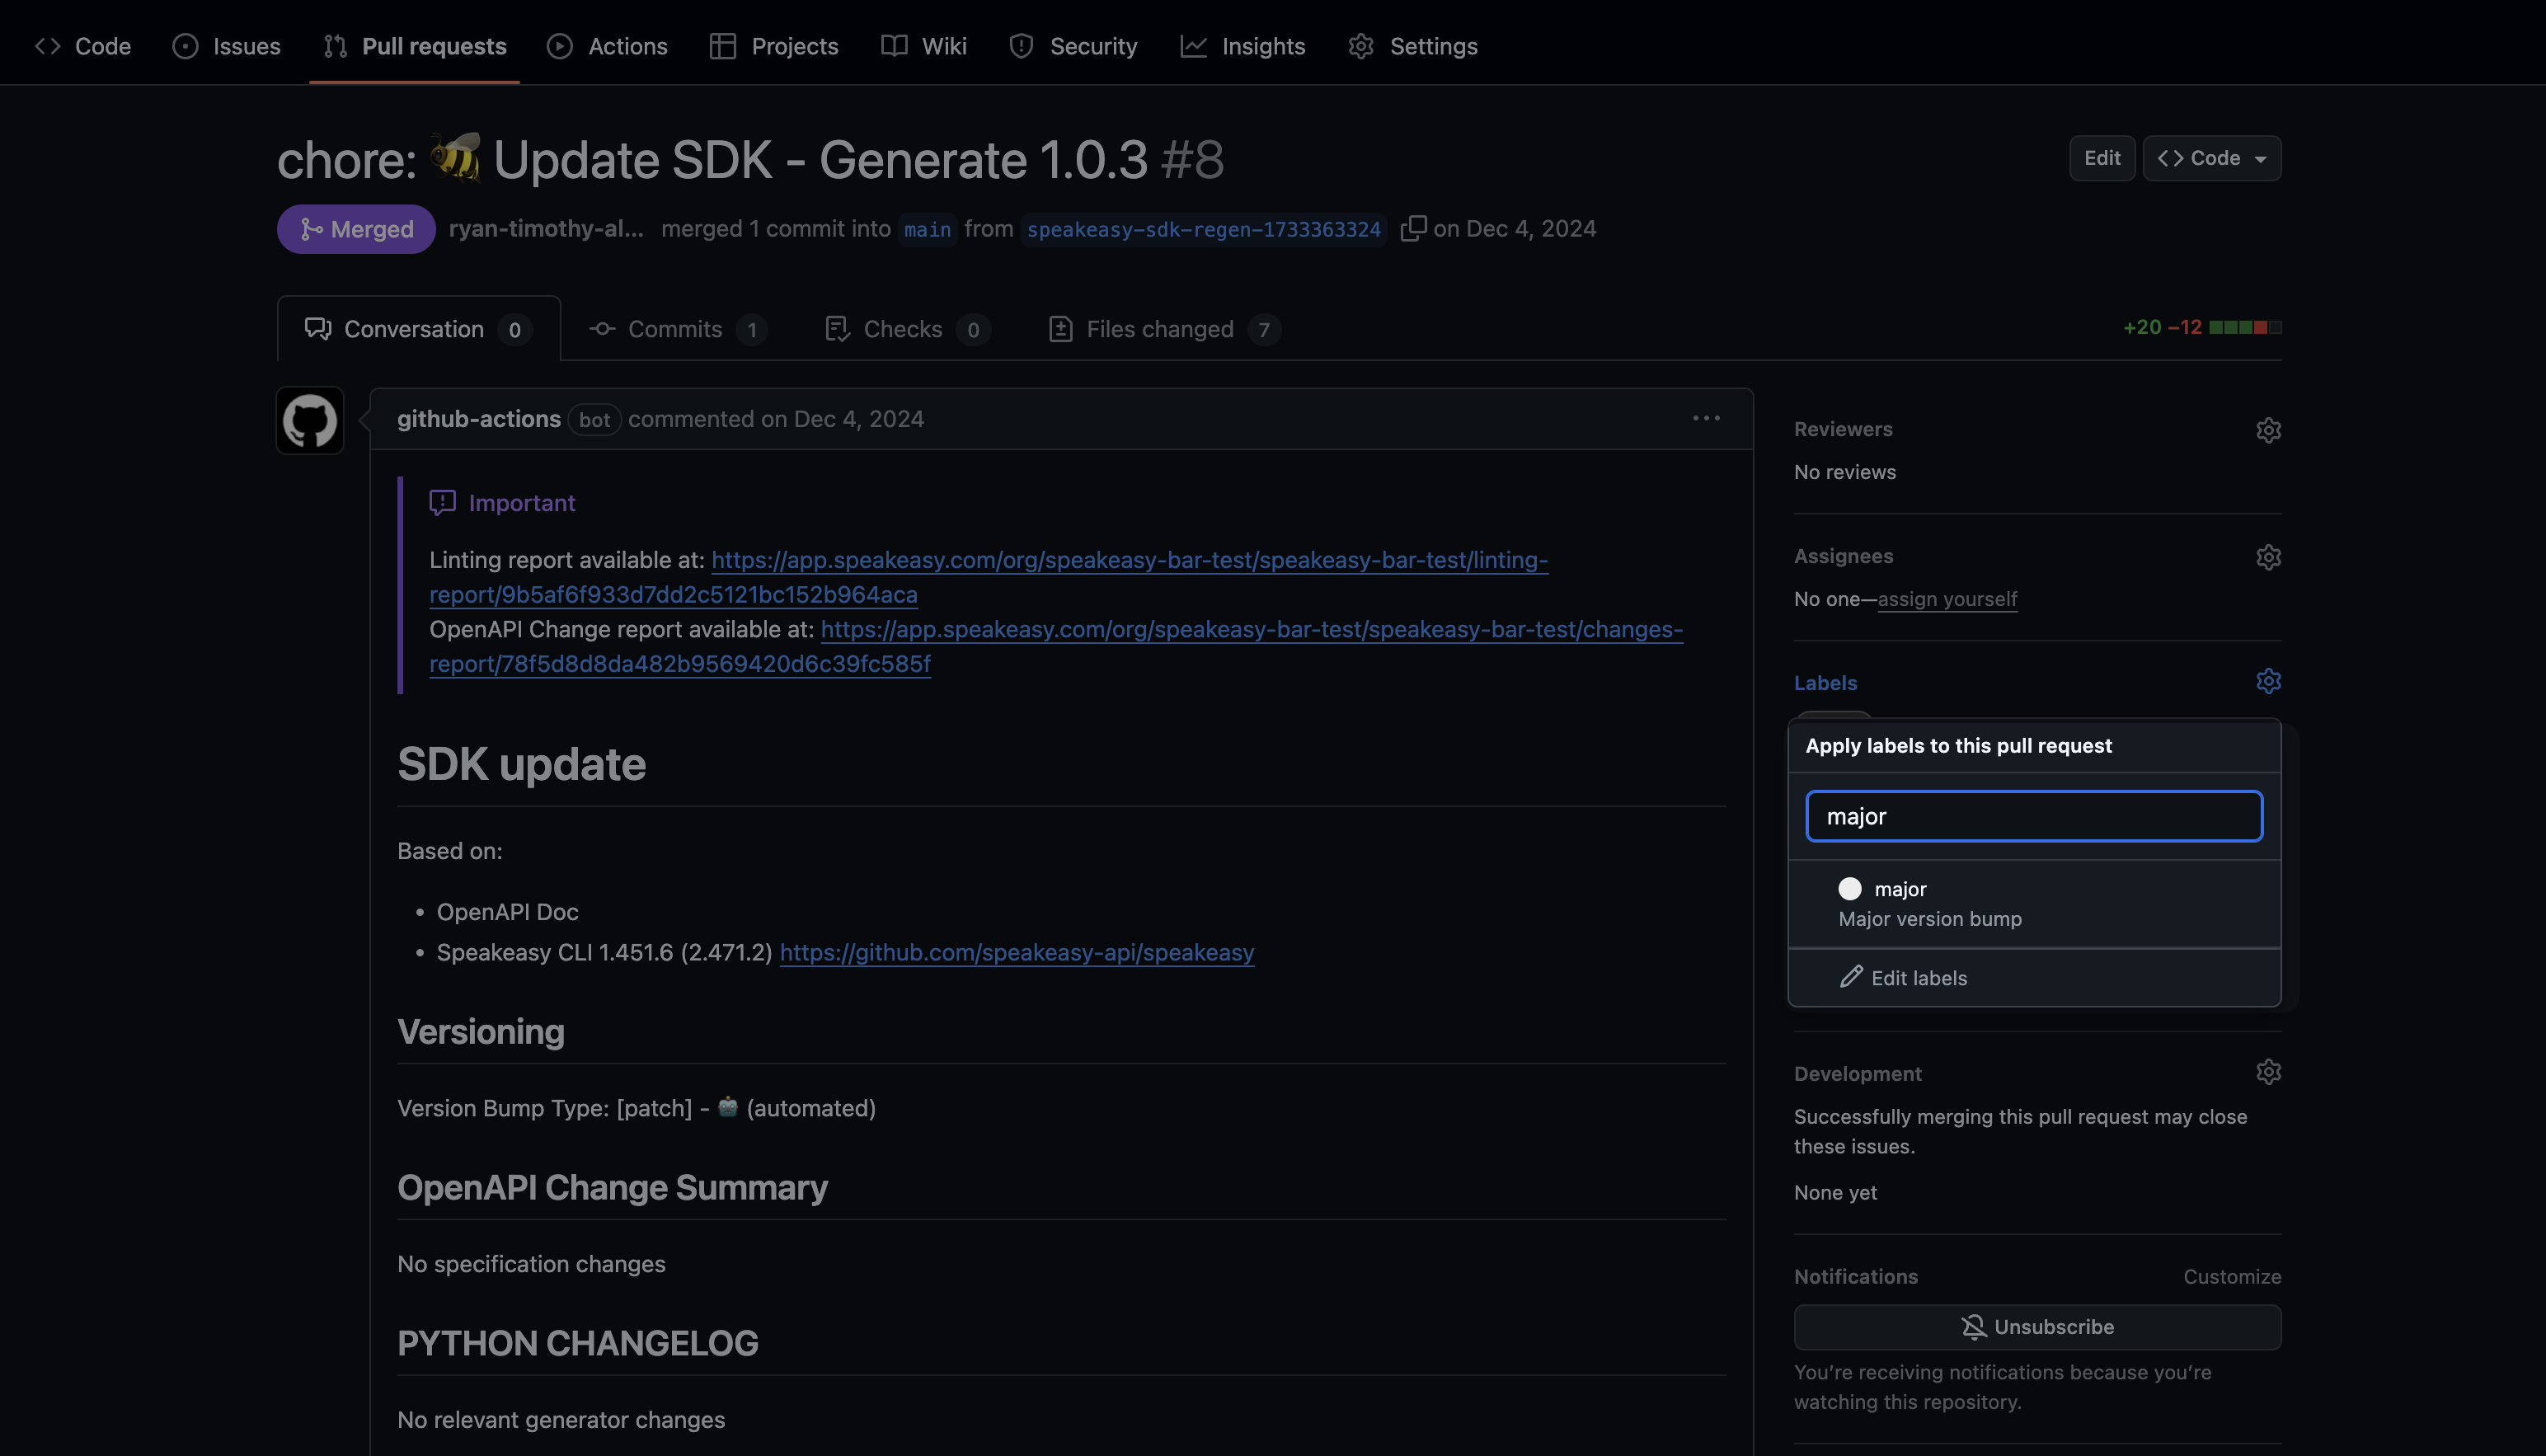 Code Issues Pull requests Actions Projects Wiki Security Insights Settings
chore: 🐝 Update SDK - Generate 1.0.3 #8
Edit Code
Merged ryan-timothy-al... merged 1 commit into main from speakeasy-sdk-regen-1733363324 on Dec 4, 2024
Conversation 0 Commits 1 Checks 0 Files changed 7
+20 −12
github-actions bot commented on Dec 4, 2024
Important
Linting report available at: https://app.speakeasy.com/org/speakeasy-bar-test/speakeasy-bar-test/linting-
report/9b5af6f933d7dd2c5121bc152b964aca
OpenAPI Change report available at: https://app.speakeasy.com/org/speakeasy-bar-test/speakeasy-bar-test/changes-
report/78f5d8d8da482b9569420d6c39fc585f
SDK update
Based on:
• OpenAPI Doc
• Speakeasy CLI 1.451.6 (2.471.2) https://github.com/speakeasy-api/speakeasy
Versioning
Version Bump Type: [patch] - 🤖 (automated)
OpenAPI Change Summary
No specification changes
PYTHON CHANGELOG
No relevant generator changes
Reviewers
No reviews
Assignees
No one—assign yourself
Labels
Apply labels to this pull request
major
major
Major version bump
Edit labels
Development
Successfully merging this pull request may close
these issues.
None yet
Notifications Customize
Unsubscribe
You’re receiving notifications because you’re
watching this repository.